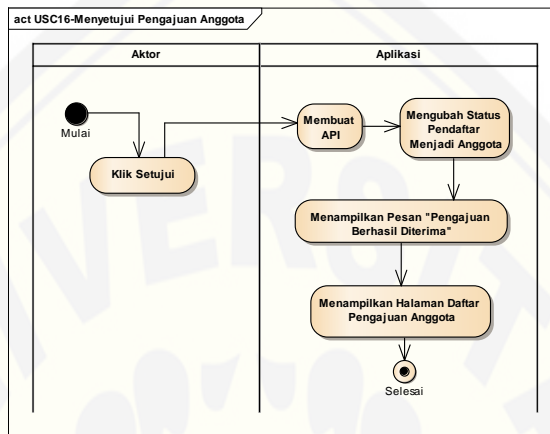 act USC16-Menyetujui Pengajuan Anggota
Aktor
Aplikasi
Mulai
Klik Setujui
Membuat
API
Mengubah Status
Pendaftar
Menjadi Anggota
Menampilkan Pesan "Pengajuan
Berhasil Diterima"
Menampilkan Halaman Daftar
Pengajuan Anggota
Selesai